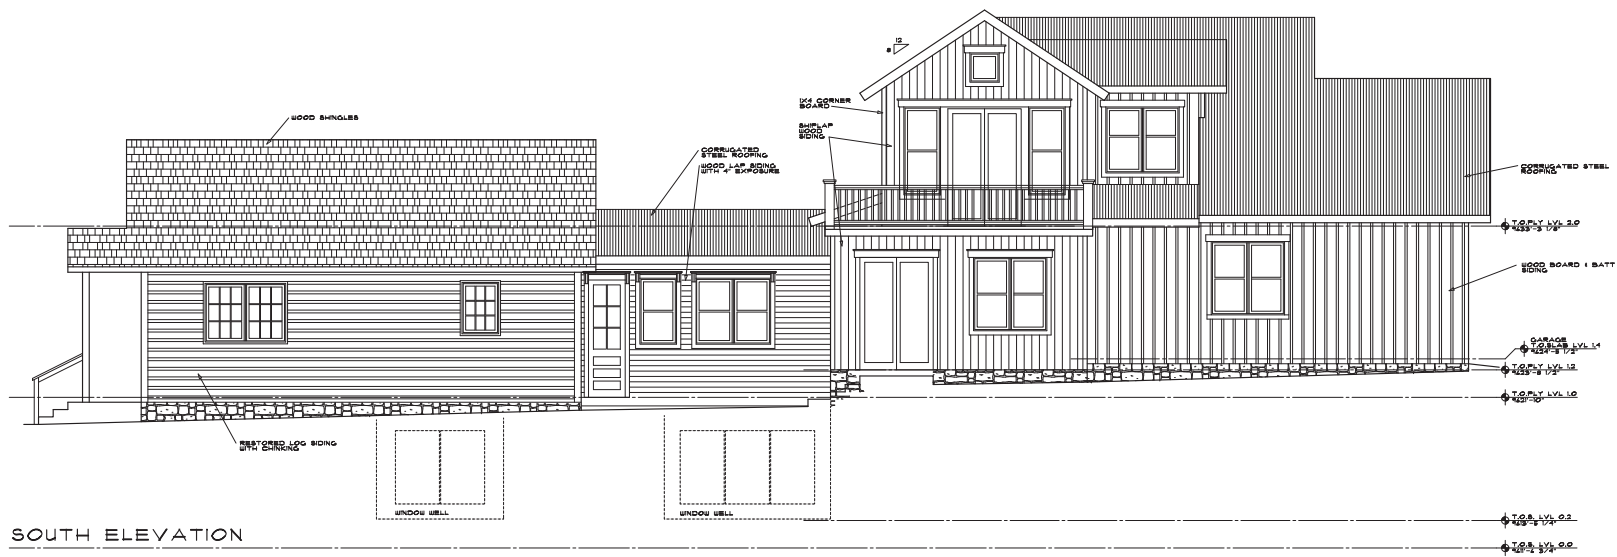 12
8
1X4 CORNER
BOARD
SHIPLAP
WOOD
SIDING
WOOD SHINGLES
CORRUGATED
STEEL ROOFING
WOOD LAP SIDING
WITH 4" EXPOSURE
CORRUGATED STEEL
ROOFING
T.O.PLY LVL 2.0
WOOD BOARD & BATT
SIDING
GARAGE
T.O.SLAB LVL 1.4
T.O.PLY LVL 1.2
T.O.PLY LVL 1.0
RESTORED LOG SIDING
WITH CHINKING
WINDOW WELL
WINDOW WELL
T.O.S. LVL 0.2
SOUTH ELEVATION
T.O.S. LVL 0.0